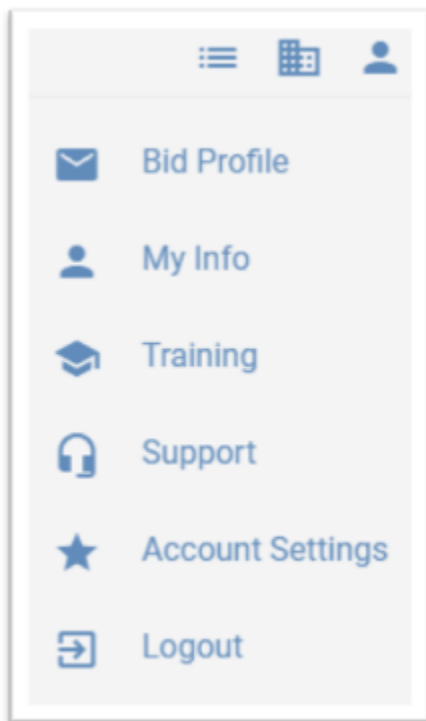 Bid Profile
My Info
Training
Support
Account Settings
Logout